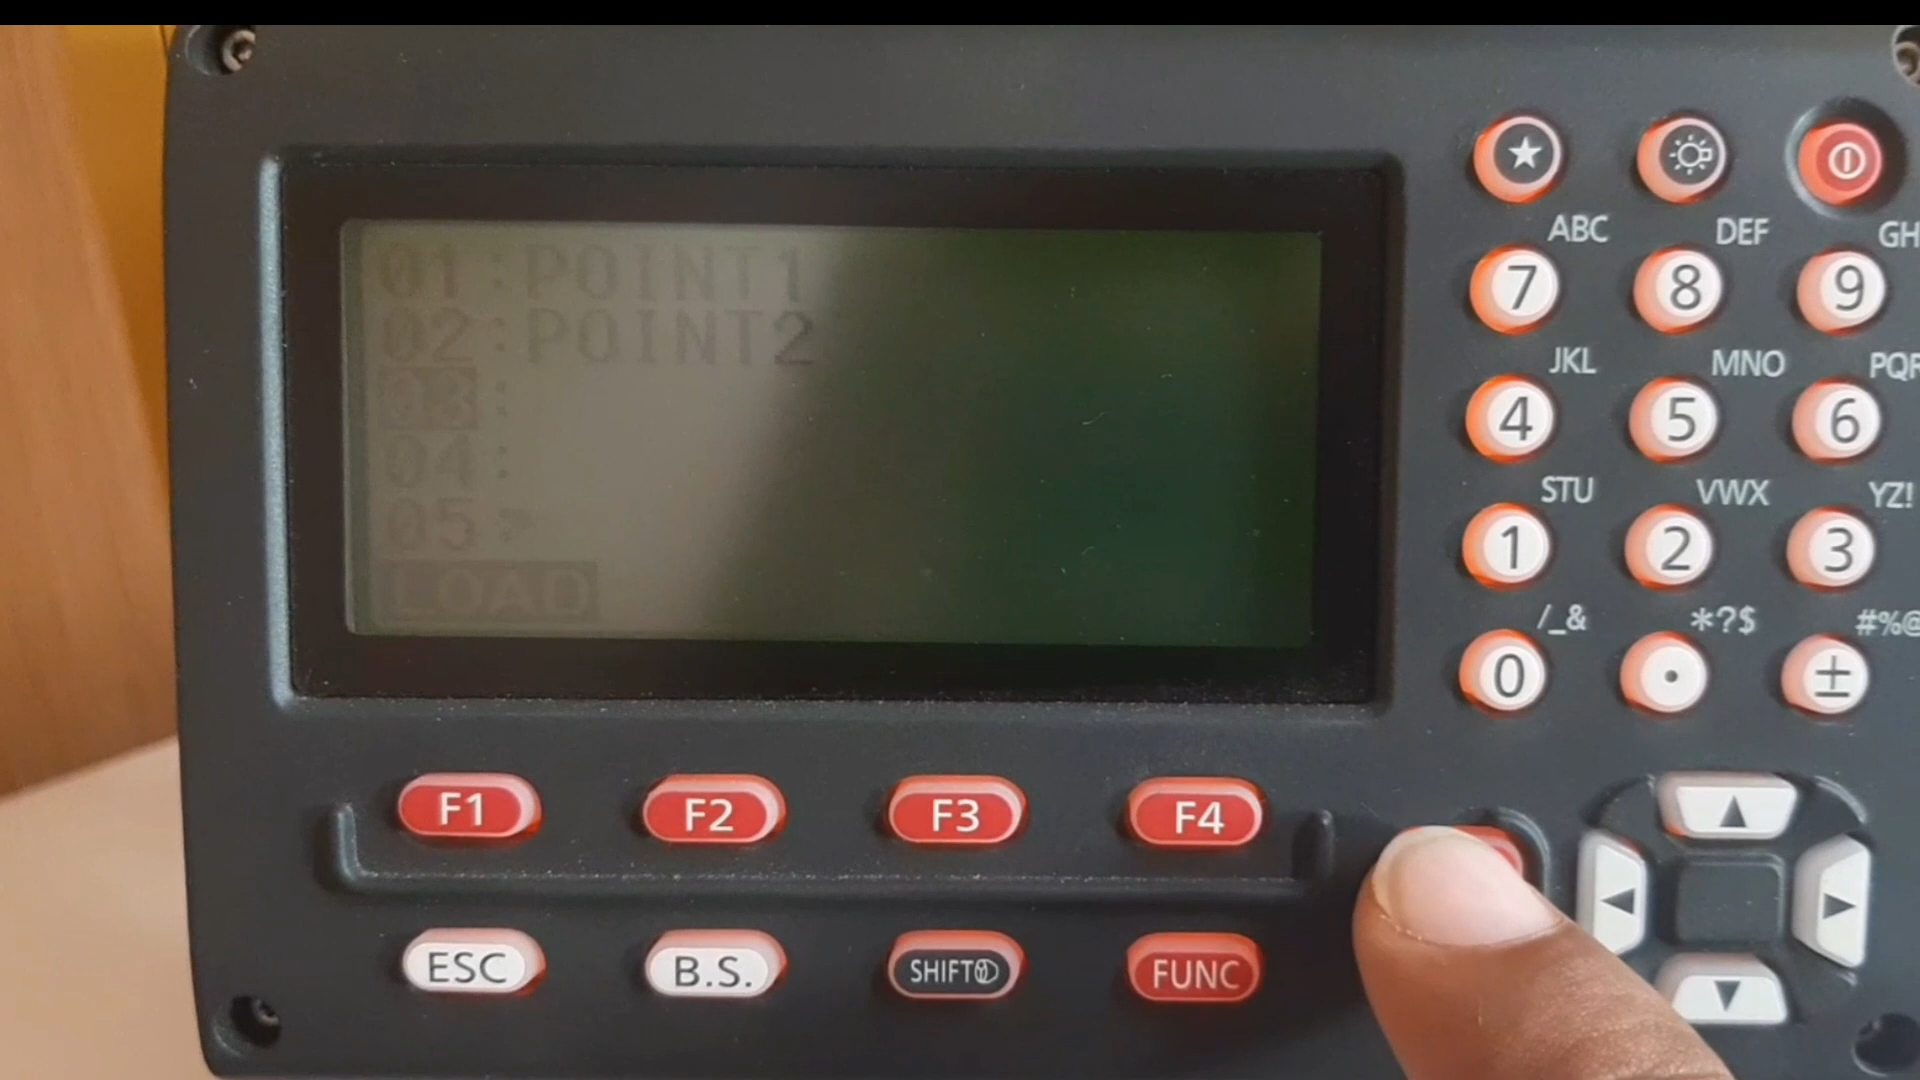 01:POINT1
02:POINT2
03:
04:
05
LOAD
ABC
DEF
GH
7
8
9
JKL
MNO
PQR
4
5
6
STU
VWX
YZ!
1
2
3
/_&
*?$
#%@
0
.
±
F1
F2
F3
F4
ESC
B.S.
SHIFT
FUNC